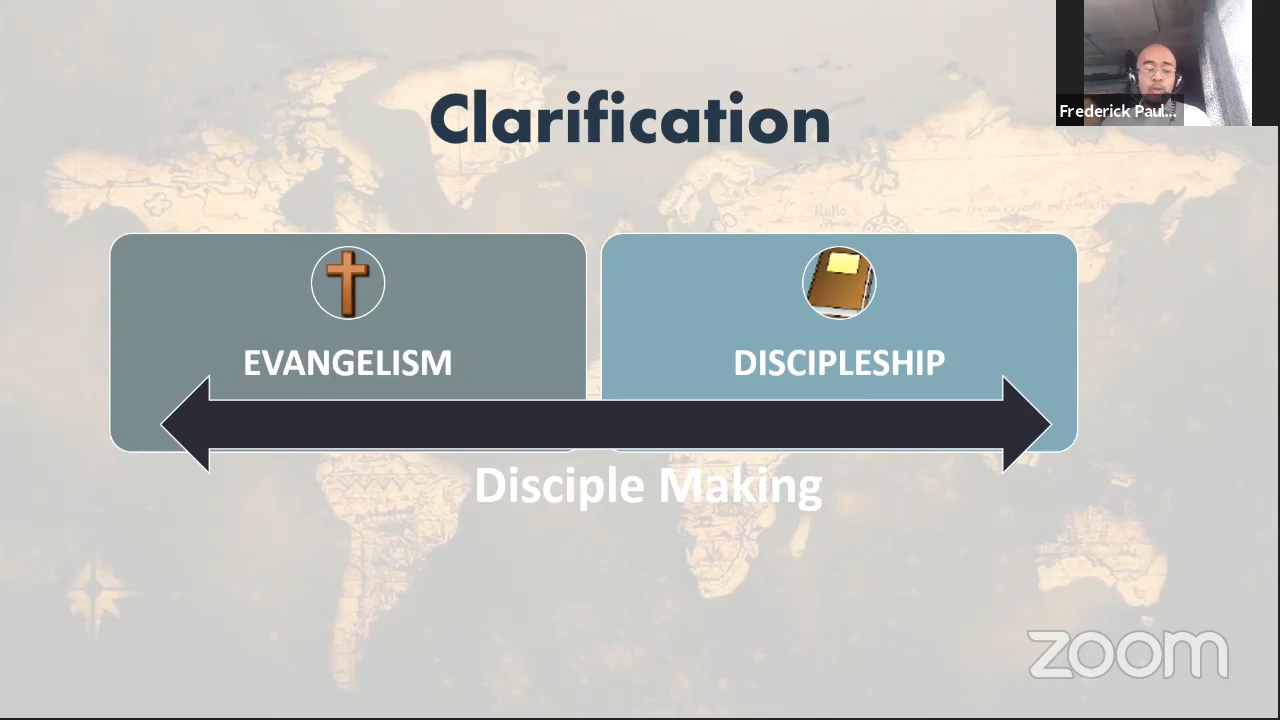 Clarification
Frederick Paul...
EVANGELISM
DISCIPLESHIP
Disciple Making
zoom